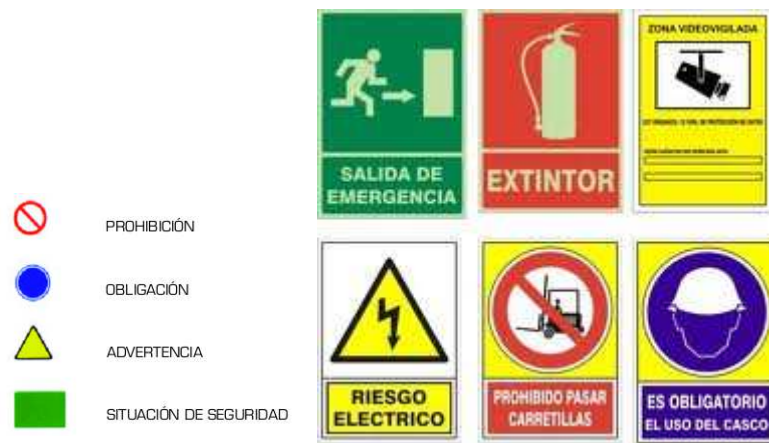 PROHIBICIÓN
OBLIGACIÓN
ADVERTENCIA
SITUACIÓN DE SEGURIDAD
SALIDA DE
EMERGENCIA
EXTINTOR
ZONA VIDEOVIGILADA
RIESGO
ELECTRICO
PROHIBIDO PASAR
CARRETILLAS
ES OBLIGATORIO
EL USO DEL CASCO